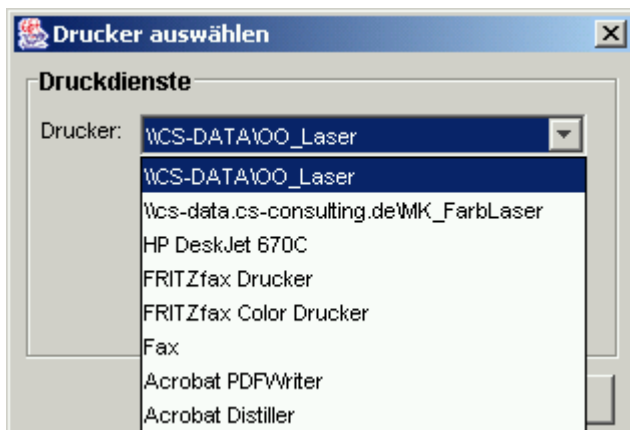 Drucker auswählen
Druckdienste
Drucker: \\CS-DATA\OO_Laser
\\CS-DATA\OO_Laser
\\cs-data.cs-consulting.de\MK_FarbLaser
HP DeskJet 670C
FRITZfax Drucker
FRITZfax Color Drucker
Fax
Acrobat PDFWriter
Acrobat Distiller